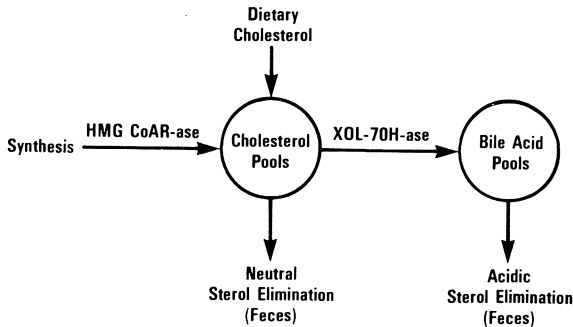 Dietary
Cholesterol
HMG CoAR-ase
XOL-70H-ase
Synthesis
Cholesterol
Pools
Bile Acid
Pools
Neutral
Sterol Elimination
(Feces)
Acidic
Sterol Elimination
(Feces)